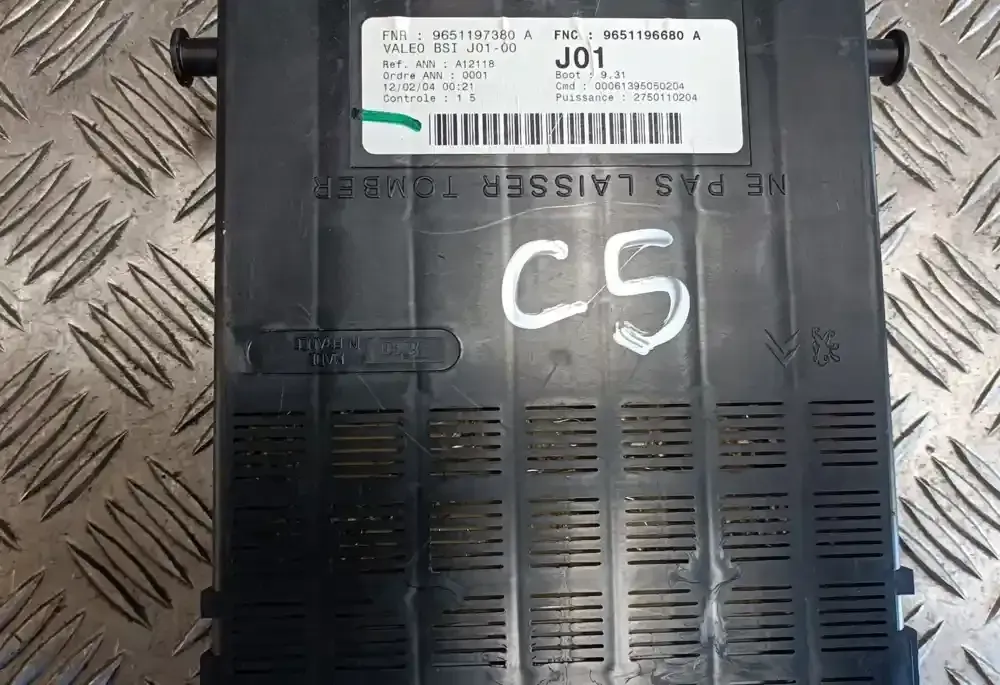 FNR : 9651197380 A FNC : 9651196680 A
VALEO BSI J01-00 J01
Ref. ANN : A12118 Boot : 9.31
Ordre ANN : 0001 Cmd : 00061395050204
12/02/04 00:21 Puissance : 2750110204
Controle : 1 5
NE PAS LAISSER TOMBER
C5